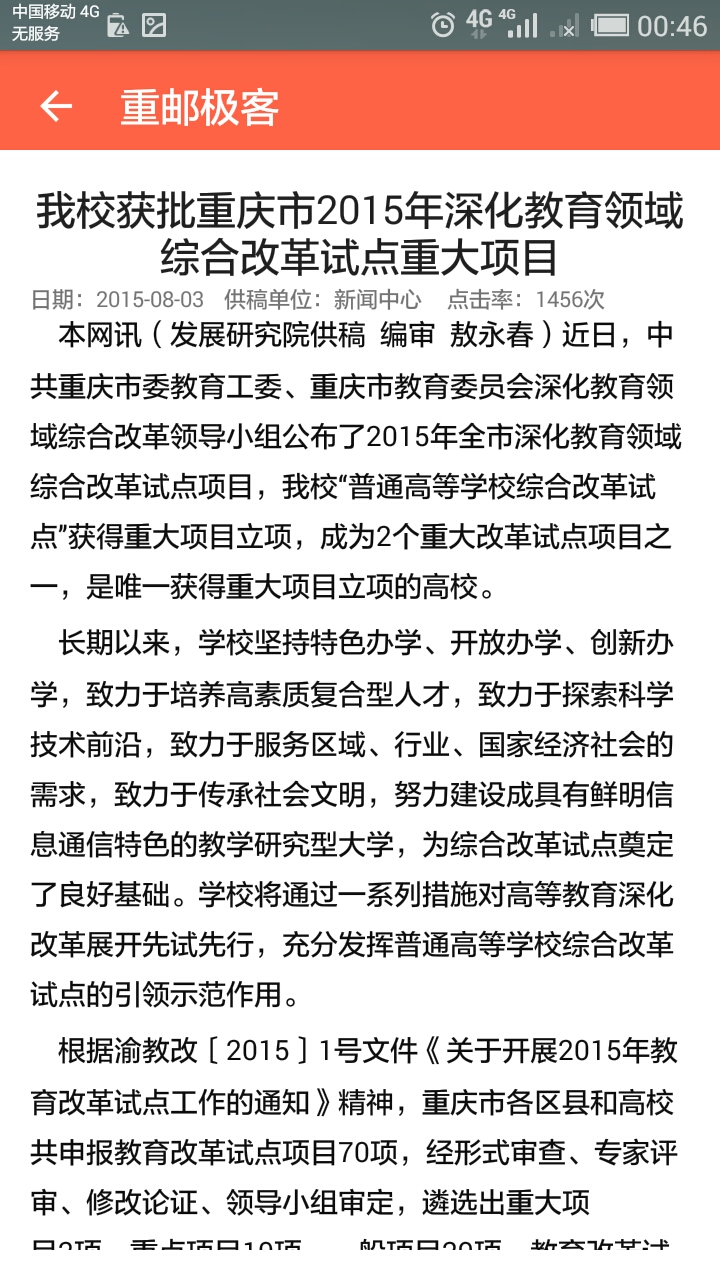 中国移动 4G
无服务
4G 4G 00:46
重邮极客
我校获批重庆市2015年深化教育领域
综合改革试点重大项目
日期：2015-08-03 供稿单位：新闻中心 点击率：1456次
本网讯（发展研究院供稿 编审 敖永春）近日，中
共重庆市委教育工委、重庆市教育委员会深化教育领
域综合改革领导小组公布了2015年全市深化教育领域
综合改革试点项目，我校“普通高等学校综合改革试
点”获得重大项目立项，成为2个重大改革试点项目之
一，是唯一获得重大项目立项的高校。
长期以来，学校坚持特色办学、开放办学、创新办
学，致力于培养高素质复合型人才，致力于探索科学
技术前沿，致力于服务区域、行业、国家经济社会的
需求，致力于传承社会文明，努力建设成具有鲜明信
息通信特色的教学研究型大学，为综合改革试点奠定
了良好基础。学校将通过一系列措施对高等教育深化
改革展开先试先行，充分发挥普通高等学校综合改革
试点的引领示范作用。
根据渝教改［2015］1号文件《关于开展2015年教
育改革试点工作的通知》精神，重庆市各区县和高校
共申报教育改革试点项目70项，经形式审查、专家评
审、修改论证、领导小组审定，遴选出重大项